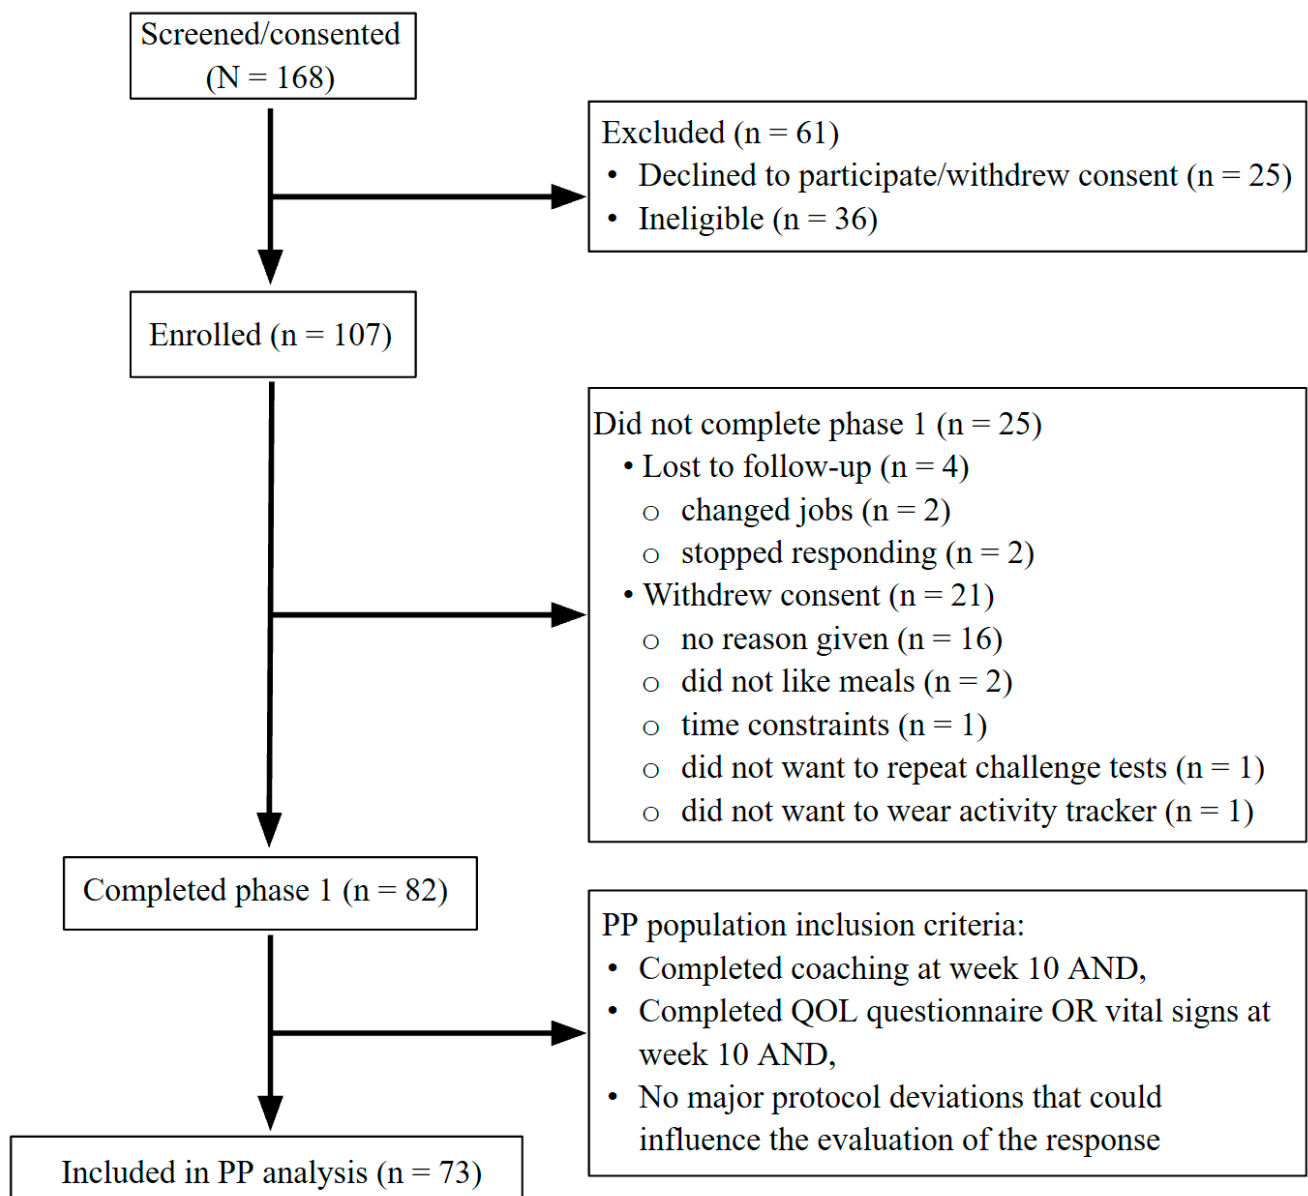 Screened/consented
(N = 168)
Excluded (n = 61)
• Declined to participate/withdrew consent (n = 25)
• Ineligible (n = 36)
Enrolled (n = 107)
Did not complete phase 1 (n = 25)
• Lost to follow-up (n = 4)
o changed jobs (n = 2)
o stopped responding (n = 2)
• Withdrew consent (n = 21)
o no reason given (n = 16)
o did not like meals (n = 2)
o time constraints (n = 1)
o did not want to repeat challenge tests (n = 1)
o did not want to wear activity tracker (n = 1)
Completed phase 1 (n = 82)
PP population inclusion criteria:
• Completed coaching at week 10 AND,
• Completed QOL questionnaire OR vital signs at
week 10 AND,
• No major protocol deviations that could
influence the evaluation of the response
Included in PP analysis (n = 73)